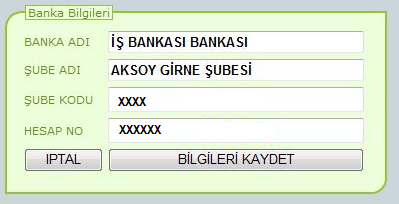 Banka Bilgileri
BANKA ADI İŞ BANKASI BANKASI
ŞUBE ADI AKSOY GİRNE ŞUBESİ
ŞUBE KODU XXXX
HESAP NO XXXXXX
IPTAL BİLGİLERİ KAYDET